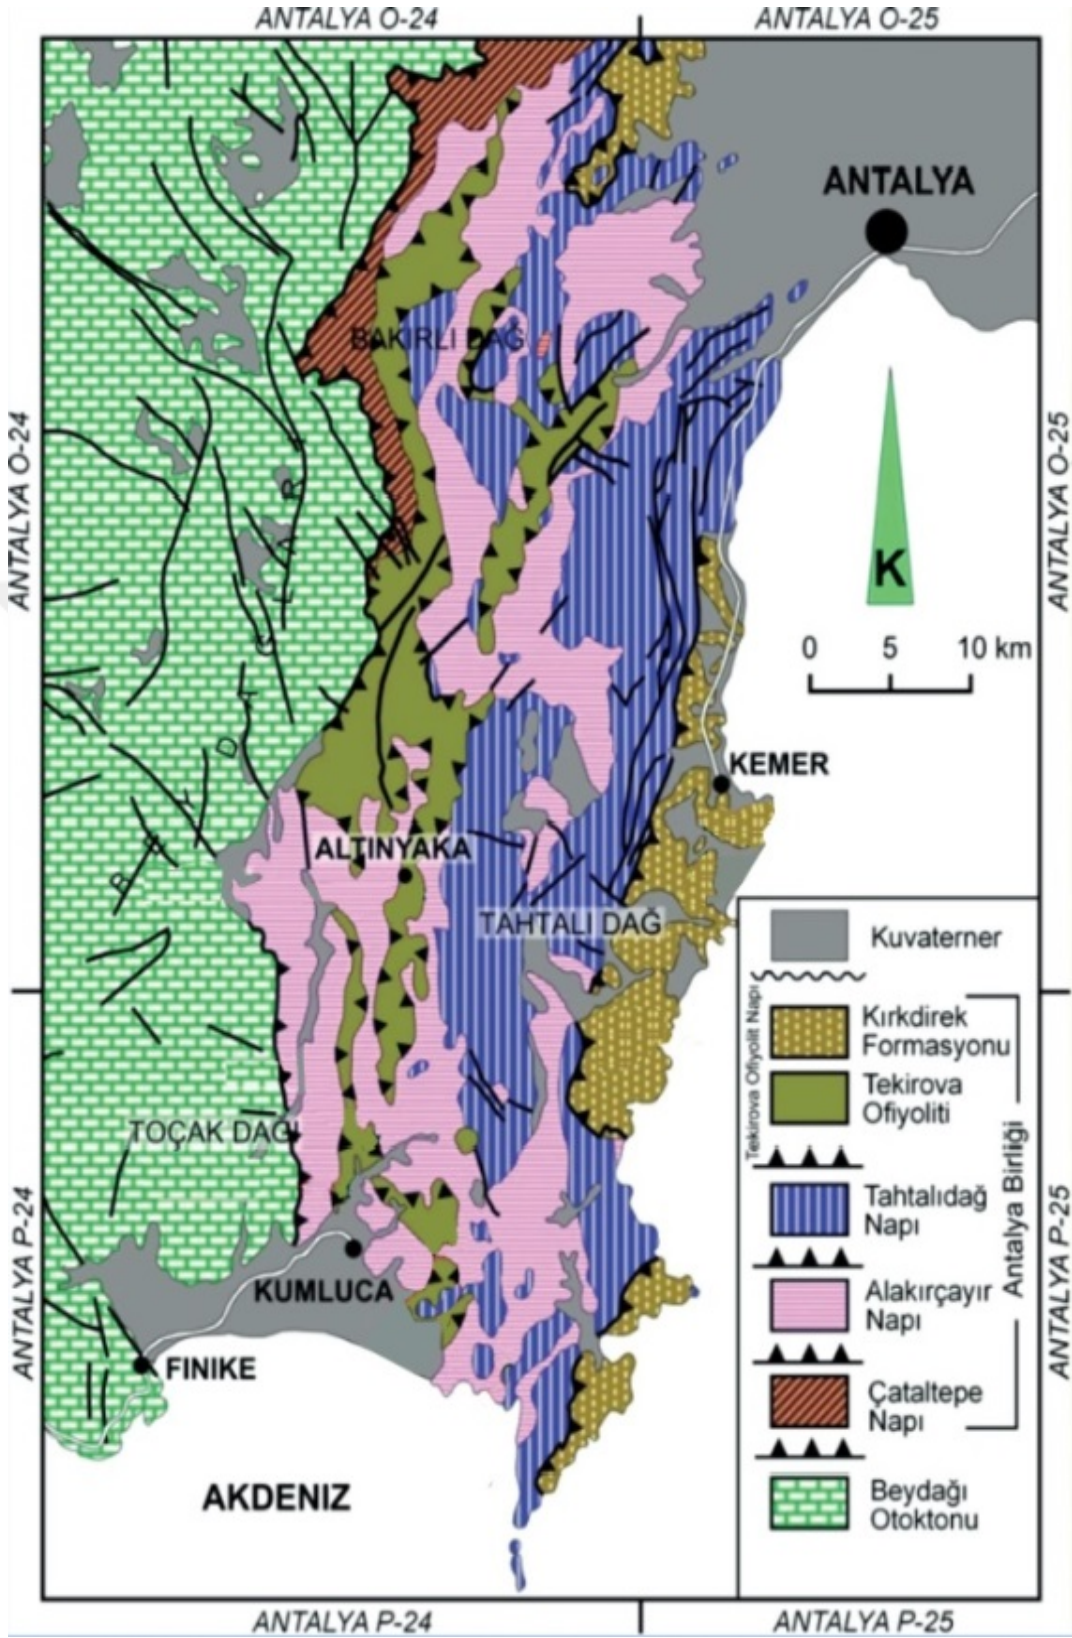 ANTALYA O-24
ANTALYA O-25
ANTALYA
BAKIRLI DAĞ
ANTALYA O-24
ANTALYA O-25
K
0 5 10 km
BEY DAĞLARI
KEMER
ALTINYAKA
TAHTALI DAĞ
TOÇAK DAĞI
ANTALYA P-24
ANTALYA P-25
KUMLUCA
FINIKE
AKDENIZ
Kuvaterner
Tekirova Ofiyolit Napı
Kırkdirek
Formasyonu
Tekirova
Ofiyoliti
Tahtalıdağ
Napı
Alakırçayır
Napı
Çataltepe
Napı
Antalya Birliği
Beydağı
Otoktonu
ANTALYA P-24
ANTALYA P-25